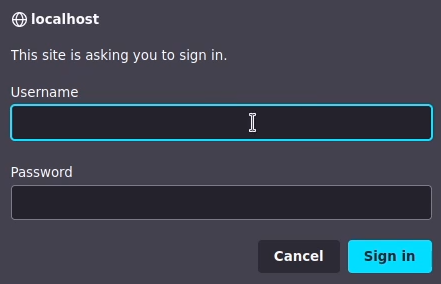 localhost
This site is asking you to sign in.
Username
Password
Cancel
Sign in